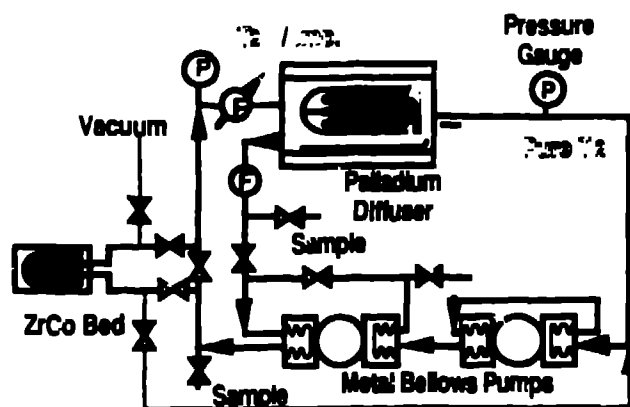 Pressure
Gauge
P
P
F
Vacuum
F
Palladium
Diffuser
Sample
ZrCo Bed
Metal Bellows Pumps
Sample